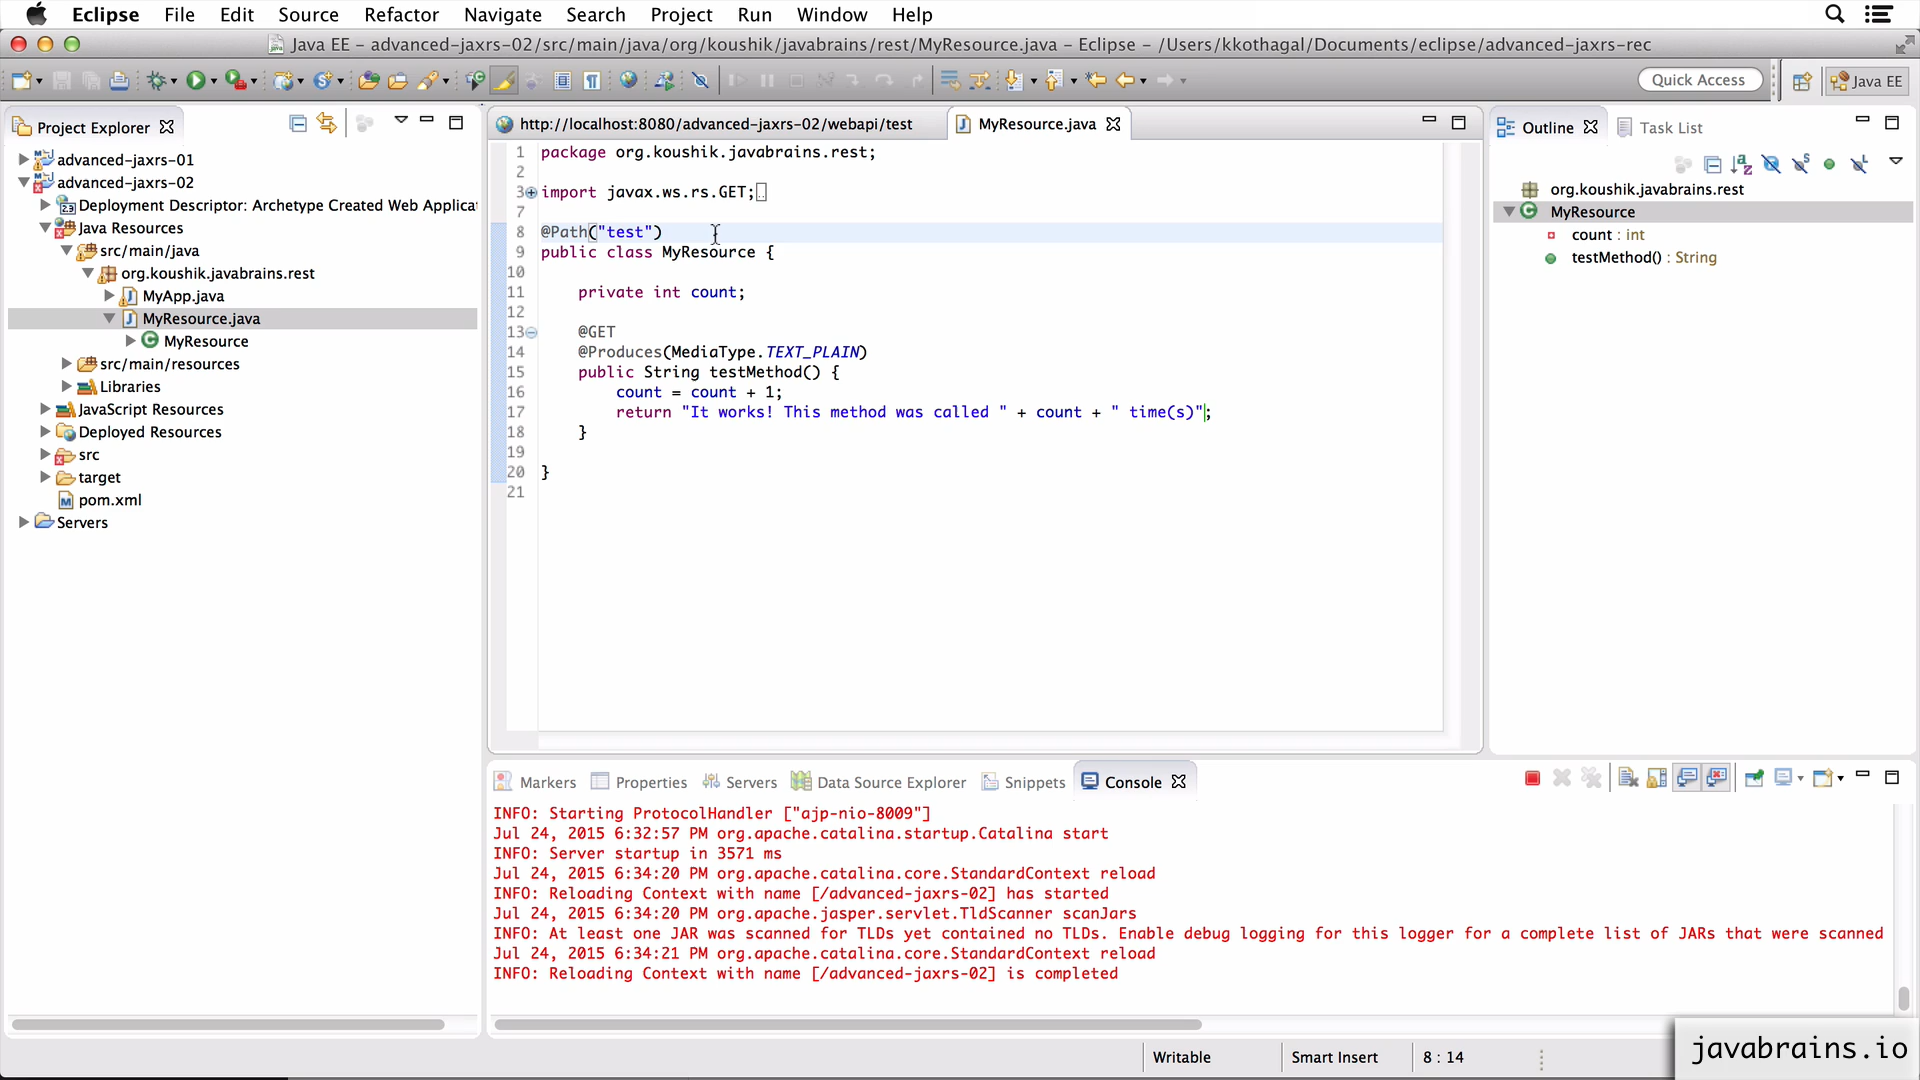 Eclipse File Edit Source Refactor Navigate Search Project Run Window Help
Java EE - advanced-jaxrs-02/src/main/java/org/koushik/javabrains/rest/MyResource.java - Eclipse - /Users/kkothagal/Documents/eclipse/advanced-jaxrs-rec
Quick Access
Java EE
Project Explorer
advanced-jaxrs-01
advanced-jaxrs-02
Deployment Descriptor: Archetype Created Web Applica
Java Resources
src/main/java
org.koushik.javabrains.rest
MyApp.java
MyResource.java
MyResource
src/main/resources
Libraries
JavaScript Resources
Deployed Resources
src
target
pom.xml
Servers
http://localhost:8080/advanced-jaxrs-02/webapi/test
MyResource.java
1 package org.koushik.javabrains.rest;
2
3 import javax.ws.rs.GET;
7
8 @Path("test")
9 public class MyResource {
10
11 private int count;
12
13 @GET
14 @Produces(MediaType.TEXT_PLAIN)
15 public String testMethod() {
16 count = count + 1;
17 return "It works! This method was called " + count + " time(s)";
18 }
19
20 }
21
Outline
Task List
org.koushik.javabrains.rest
MyResource
count : int
testMethod() : String
Markers Properties Servers Data Source Explorer Snippets Console
INFO: Starting ProtocolHandler ["ajp-nio-8009"]
Jul 24, 2015 6:32:57 PM org.apache.catalina.startup.Catalina start
INFO: Server startup in 3571 ms
Jul 24, 2015 6:34:20 PM org.apache.catalina.core.StandardContext reload
INFO: Reloading Context with name [/advanced-jaxrs-02] has started
Jul 24, 2015 6:34:20 PM org.apache.jasper.servlet.TldScanner scanJars
INFO: At least one JAR was scanned for TLDs yet contained no TLDs. Enable debug logging for this logger for a complete list of JARs that were scanned
Jul 24, 2015 6:34:21 PM org.apache.catalina.core.StandardContext reload
INFO: Reloading Context with name [/advanced-jaxrs-02] is completed
Writable
Smart Insert
8 : 14
javabrains.io